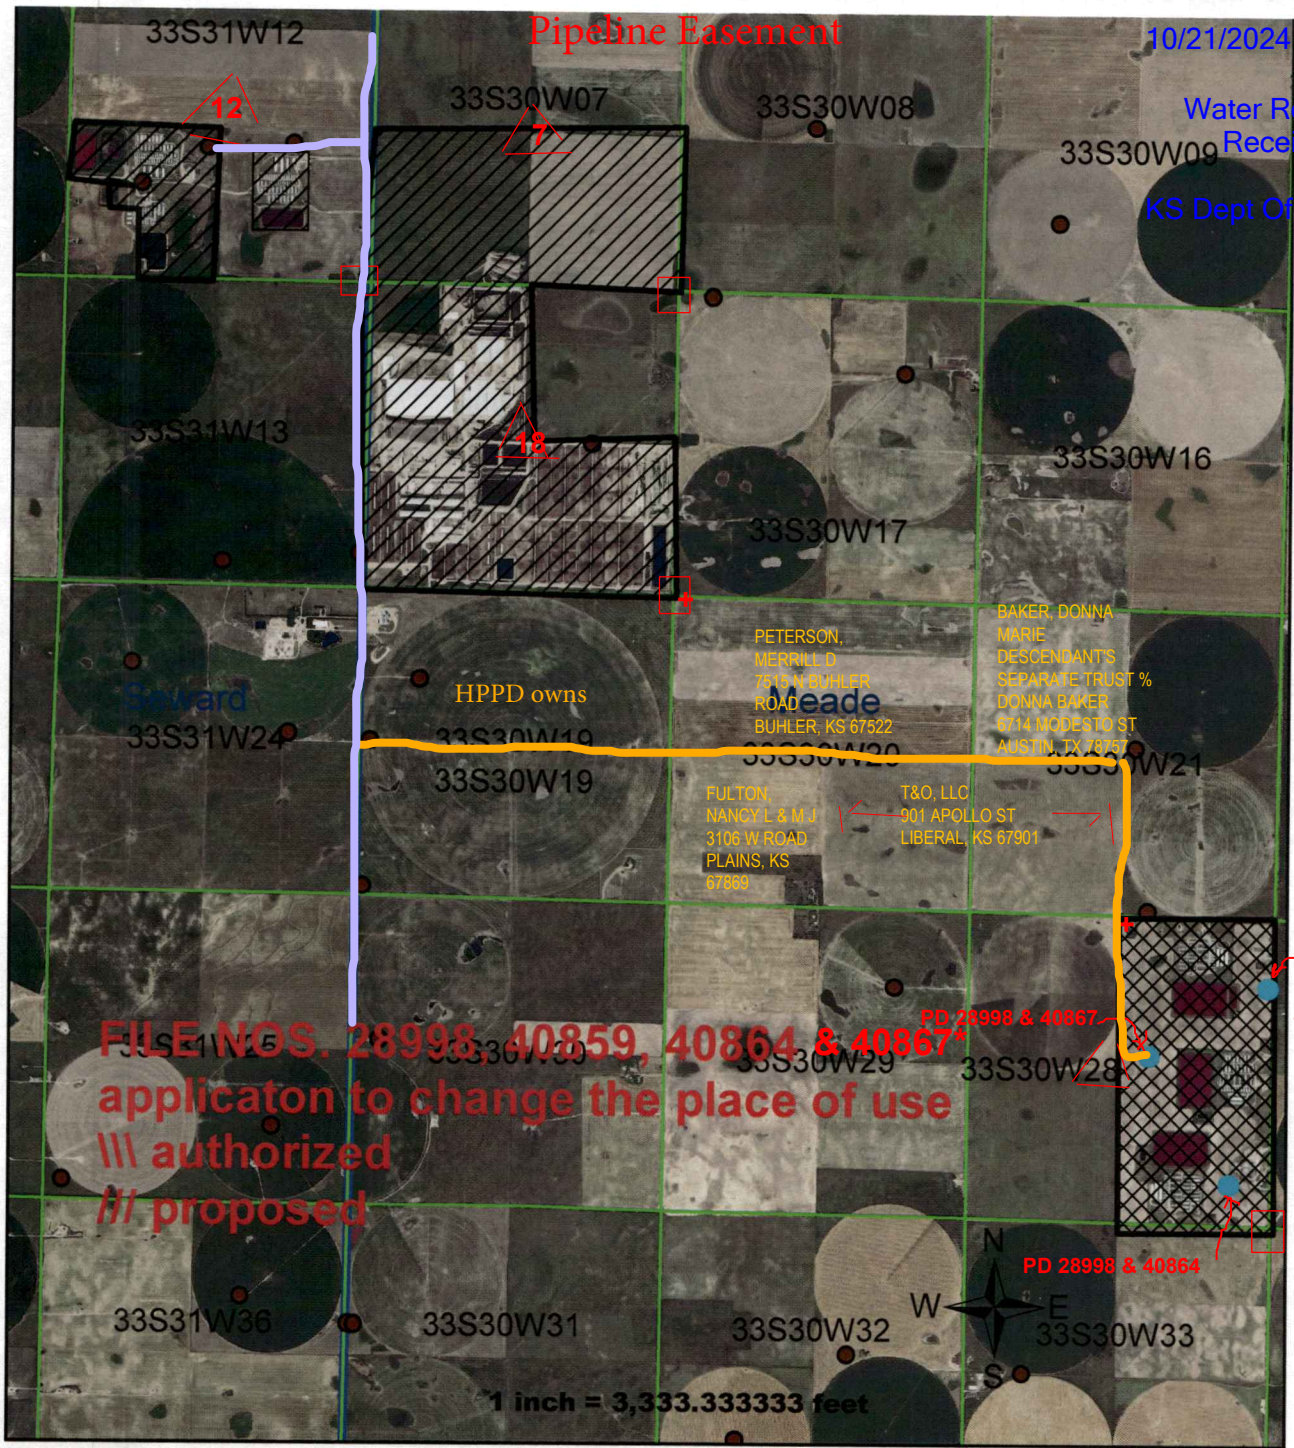 Pipeline Easement
10/21/2024
33S31W12
33S30W07
33S30W08
Water R
Rece
33S30W09
12
7
KS Dept Of
33S31W13
18
33S30W16
33S30W17
BAKER, DONNA
MARIE
DESCENDANT'S
SEPARATE TRUST %
DONNA BAKER
6714 MODESTO ST
AUSTIN, TX 78757
PETERSON,
MERRILL D
7515 N BUHLER
ROAD
BUHLER, KS 67522
HPPD owns
Seward
Meade
33S31W24
33S30W19
33S30W20
33S30W21
33S30W19
FULTON,
NANCY L & M J
3106 W ROAD
PLAINS, KS
67869
T&O, LLC
901 APOLLO ST
LIBERAL, KS 67901
PD 28998 & 40867
FILE NOS. 28998, 40859, 40864 & 40867*
33S31W25
33S30W30
33S30W29
33S30W28
applicaton to change the place of use
\\\ authorized
/// proposed
PD 28998 & 40864
33S31W36
33S30W31
33S30W32
33S30W33
N
W
E
S
1 inch = 3,333.333333 feet